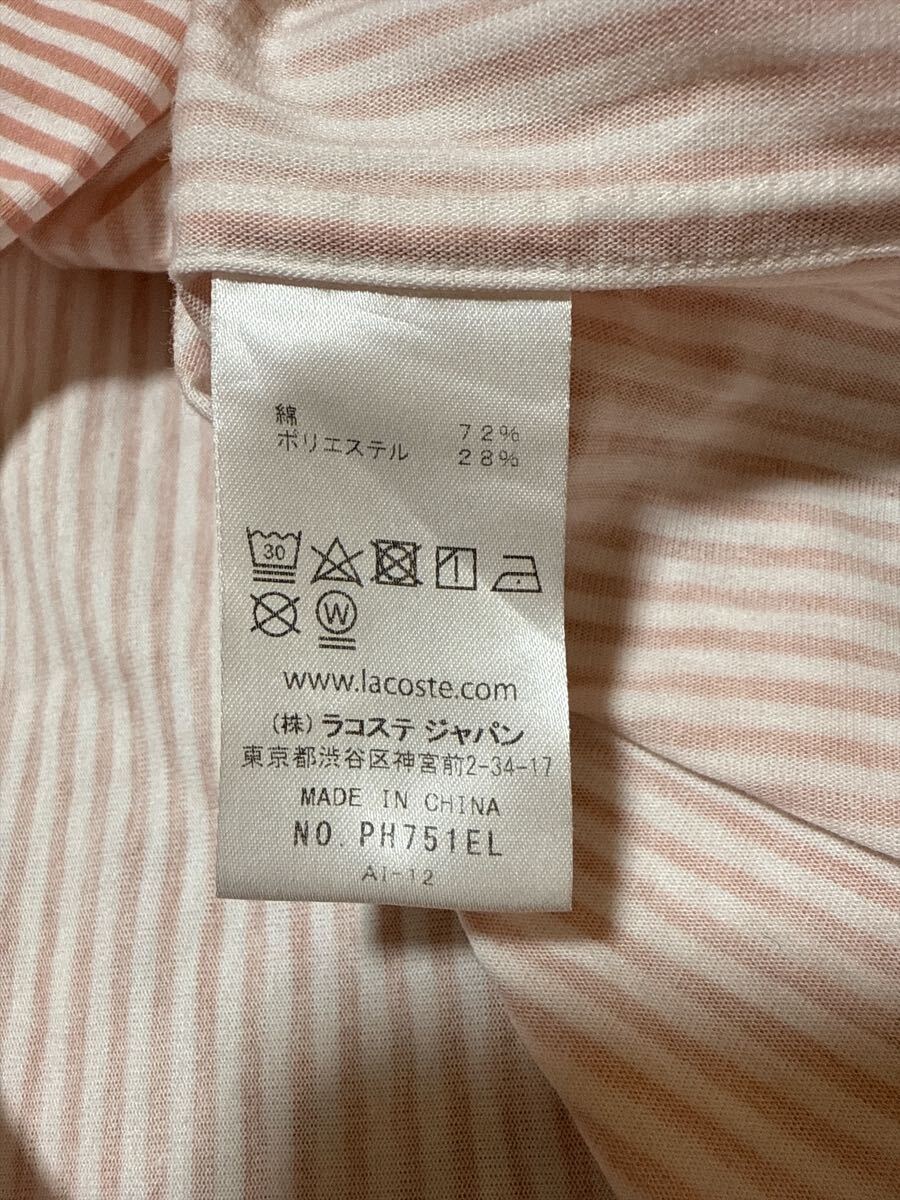 綿 72%
ポリエステル 28%
30
W
www.lacoste.com
(株) ラコステ ジャパン
東京都渋谷区神宮前2-34-17
MADE IN CHINA
NO. PH751EL
AI-12